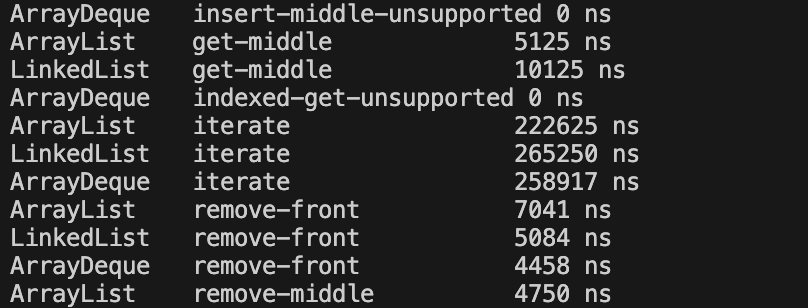 ArrayDeque   insert-middle-unsupported 0 ns
ArrayList    get-middle             5125 ns
LinkedList   get-middle             10125 ns
ArrayDeque   indexed-get-unsupported 0 ns
ArrayList    iterate                222625 ns
LinkedList   iterate                265250 ns
ArrayDeque   iterate                258917 ns
ArrayList    remove-front           7041 ns
LinkedList   remove-front           5084 ns
ArrayDeque   remove-front           4458 ns
ArrayList    remove-middle          4750 ns